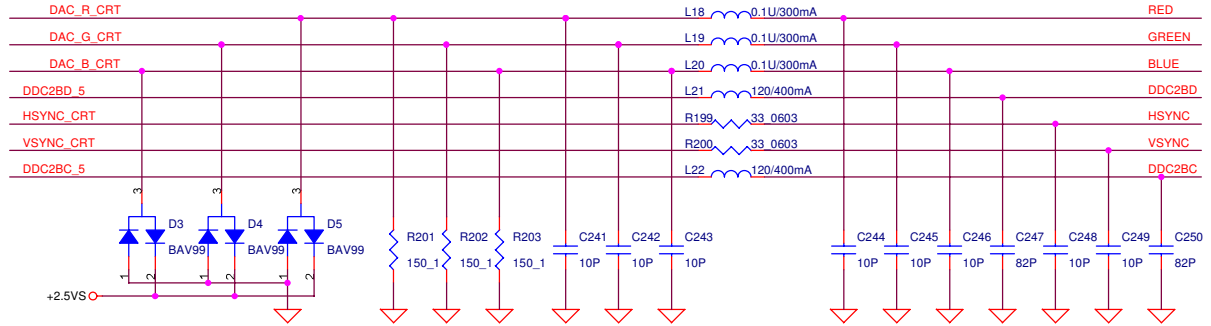 DAC_R_CRT L18 0.1U/300mA RED
DAC_G_CRT L19 0.1U/300mA GREEN
DAC_B_CRT L20 0.1U/300mA BLUE
DDC2BD_5 L21 120/400mA DDC2BD
HSYNC_CRT R199 33_0603 HSYNC
VSYNC_CRT R200 33_0603 VSYNC
DDC2BC_5 L22 120/400mA DDC2BC
3 3 3
D3 D4 D5
BAV99 BAV99 BAV99
R201 R202 R203 C241 C242 C243 C244 C245 C246 C247 C248 C249 C250
150_1 150_1 150_1 10P 10P 10P 10P 10P 10P 82P 10P 10P 82P
1 2 1 2 1 2
+2.5VS